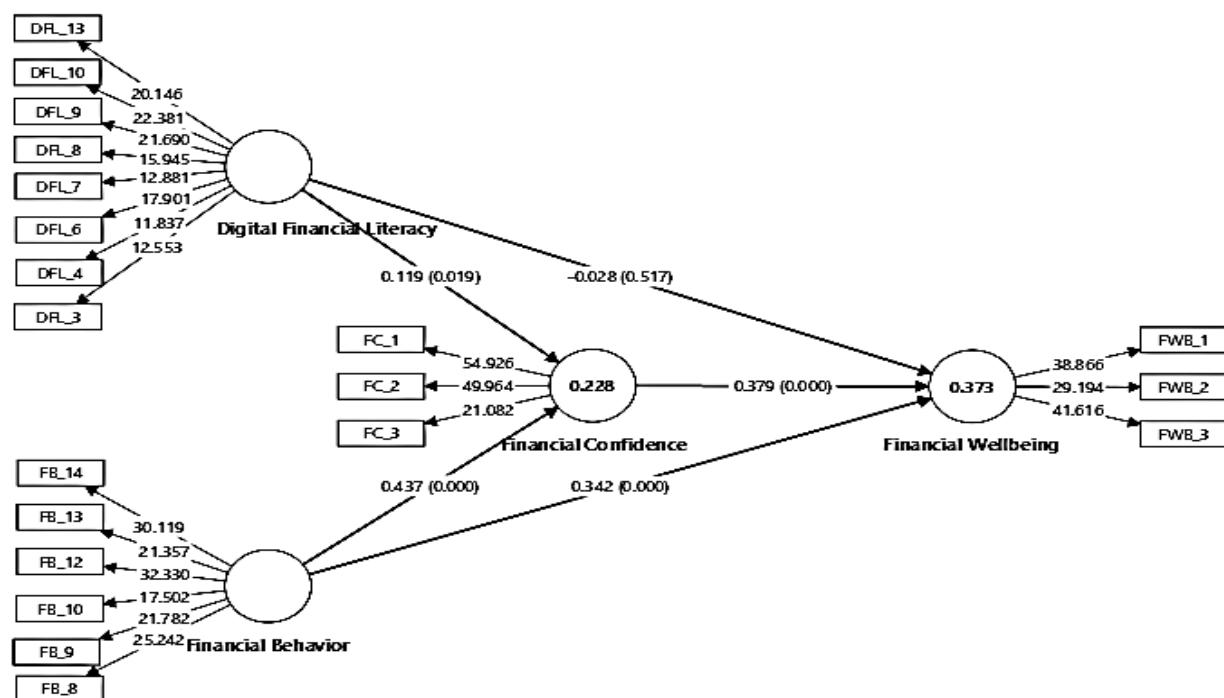 DFL_13
DFL_10
DFL_9
DFL_8
DFL_7
DFL_6
DFL_4
DFL_3
20.146
22.381
21.690
15.945
12.881
17.901
11.837
12.553
Digital Financial Literacy
0.119 (0.019)
-0.028 (0.517)
FC_1
FC_2
FC_3
54.926
49.964
21.082
0.228
Financial Confidence
0.379 (0.000)
0.373
Financial Wellbeing
38.866
29.194
41.616
FWB_1
FWB_2
FWB_3
0.437 (0.000)
0.342 (0.000)
FB_14
FB_13
FB_12
FB_10
FB_9
FB_8
30.119
21.357
32.330
17.502
21.782
25.242
Financial Behavior